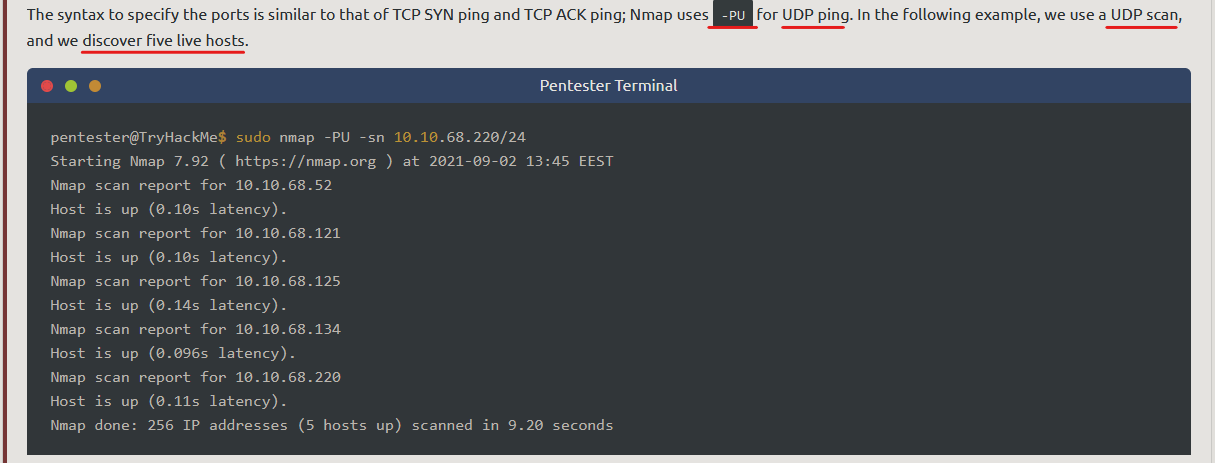 The syntax to specify the ports is similar to that of TCP SYN ping and TCP ACK ping; Nmap uses -PU for UDP ping. In the following example, we use a UDP scan,
and we discover five live hosts.
Pentester Terminal
pentester@TryHackMe$ sudo nmap -PU -sn 10.10.68.220/24
Starting Nmap 7.92 ( https://nmap.org ) at 2021-09-02 13:45 EEST
Nmap scan report for 10.10.68.52
Host is up (0.10s latency).
Nmap scan report for 10.10.68.121
Host is up (0.10s latency).
Nmap scan report for 10.10.68.125
Host is up (0.14s latency).
Nmap scan report for 10.10.68.134
Host is up (0.096s latency).
Nmap scan report for 10.10.68.220
Host is up (0.11s latency).
Nmap done: 256 IP addresses (5 hosts up) scanned in 9.20 seconds